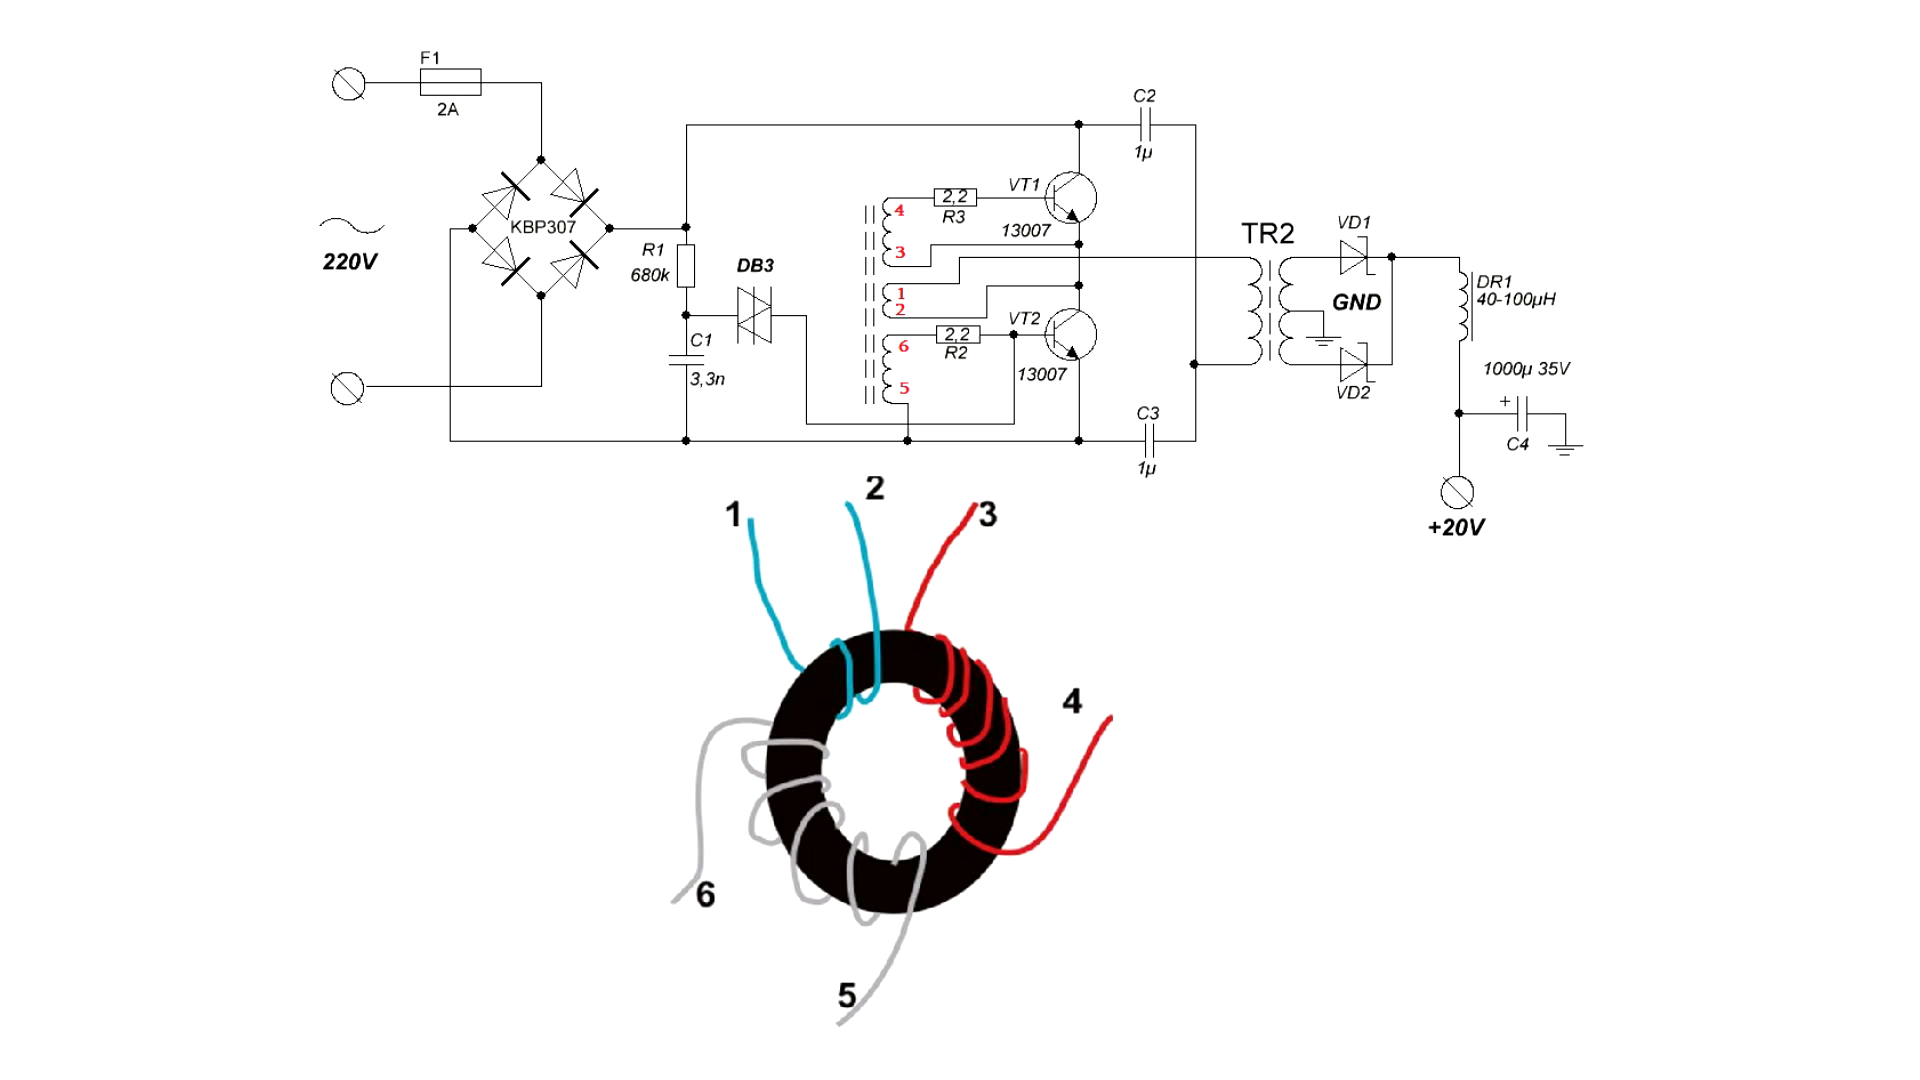 F1
2A
220V
KBP307
R1
680k
DB3
C1
3,3n
4
3
1
2
6
5
2,2
R3
VT1
13007
2,2
R2
VT2
13007
C2
1µ
C3
1µ
TR2
VD1
GND
VD2
DR1
40-100µH
1000µ 35V
+
C4
+20V
1
2
3
4
6
5